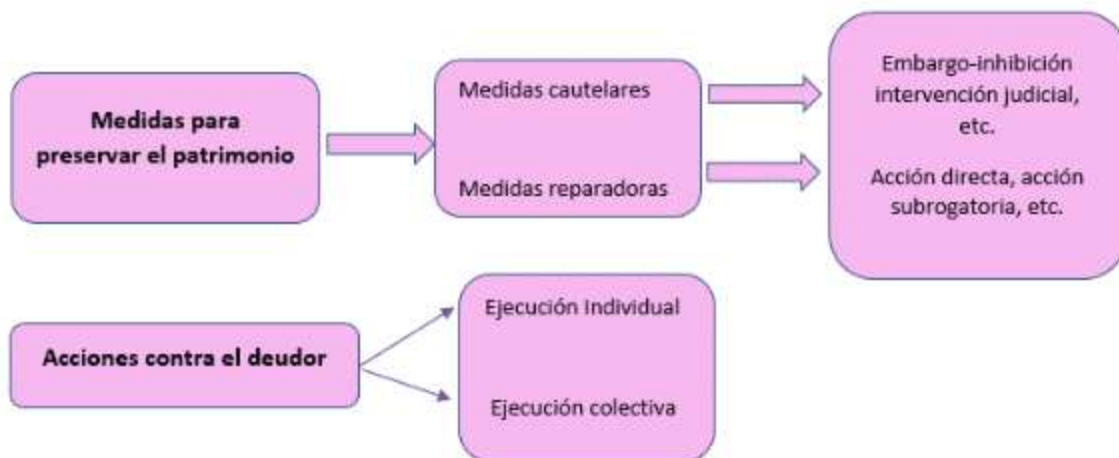 Medidas para
preservar el patrimonio
Medidas cautelares
Medidas reparadoras
Embargo-inhibición
intervención judicial,
etc.
Acción directa, acción
subrogatoria, etc.
Acciones contra el deudor
Ejecución Individual
Ejecución colectiva